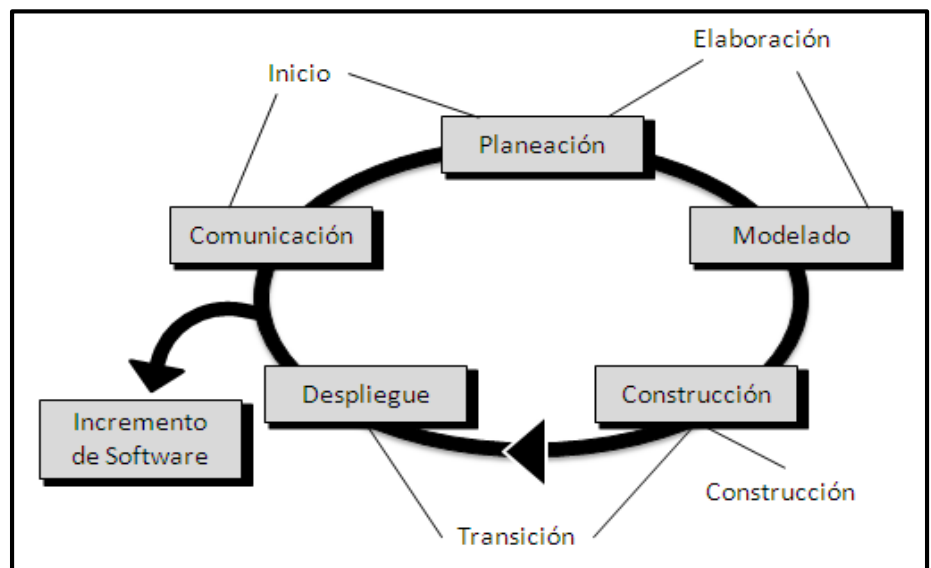 Elaboración
Inicio
Planeación
Comunicación
Modelado
Despliegue
Construcción
Incremento
de Software
Construcción
Transición